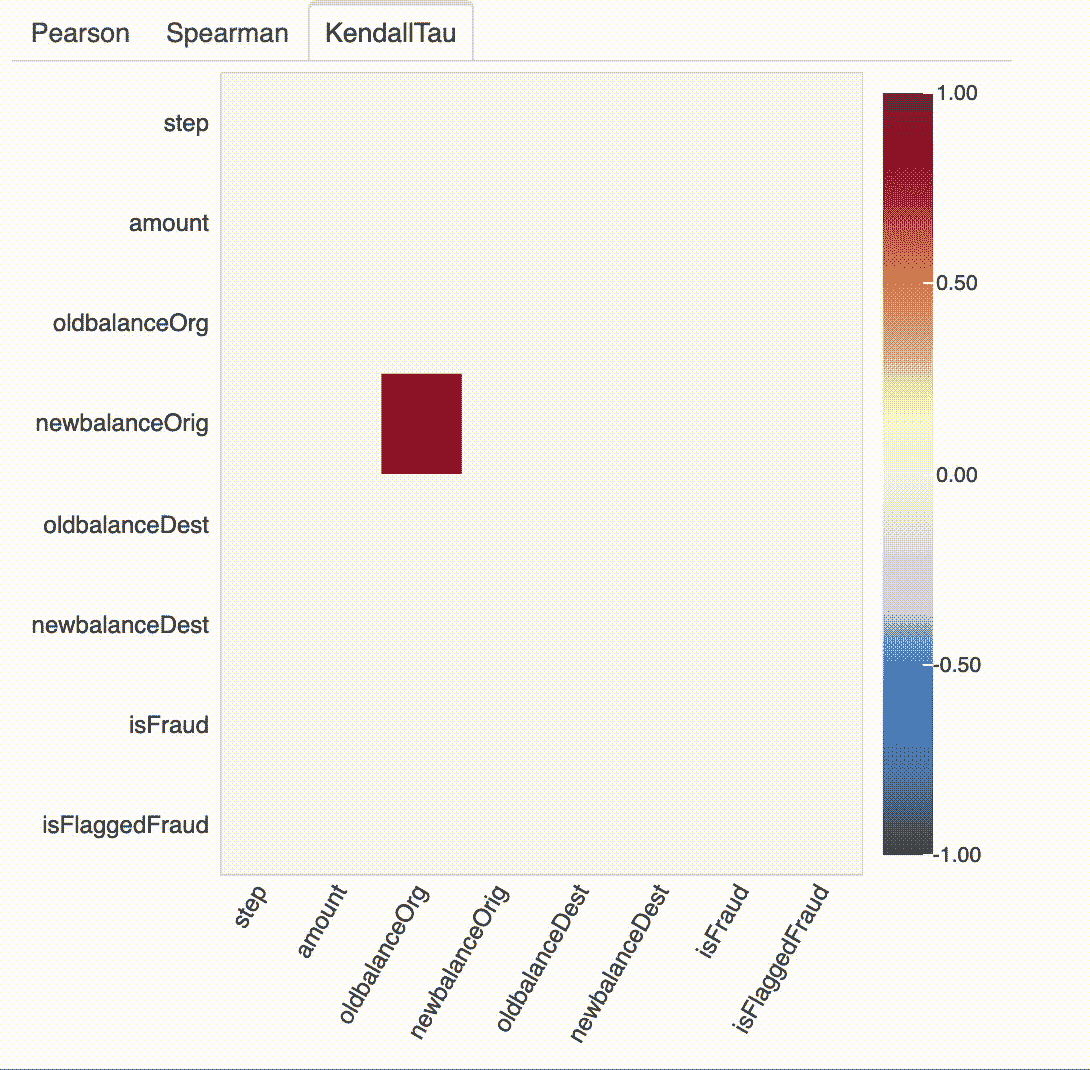 Pearson Spearman KendallTau
step
amount
oldbalanceOrg
newbalanceOrig
oldbalanceDest
newbalanceDest
isFraud
isFlaggedFraud
1.00
0.50
0.00
-0.50
-1.00
step
amount
oldbalanceOrg
newbalanceOrig
oldbalanceDest
newbalanceDest
isFraud
isFlaggedFraud